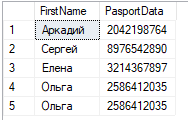 FirstName PasportData
1 Аркадий 2042198764
2 Сергей 8976542890
3 Елена 3214367897
4 Ольга 2586412035
5 Ольга 2586412035